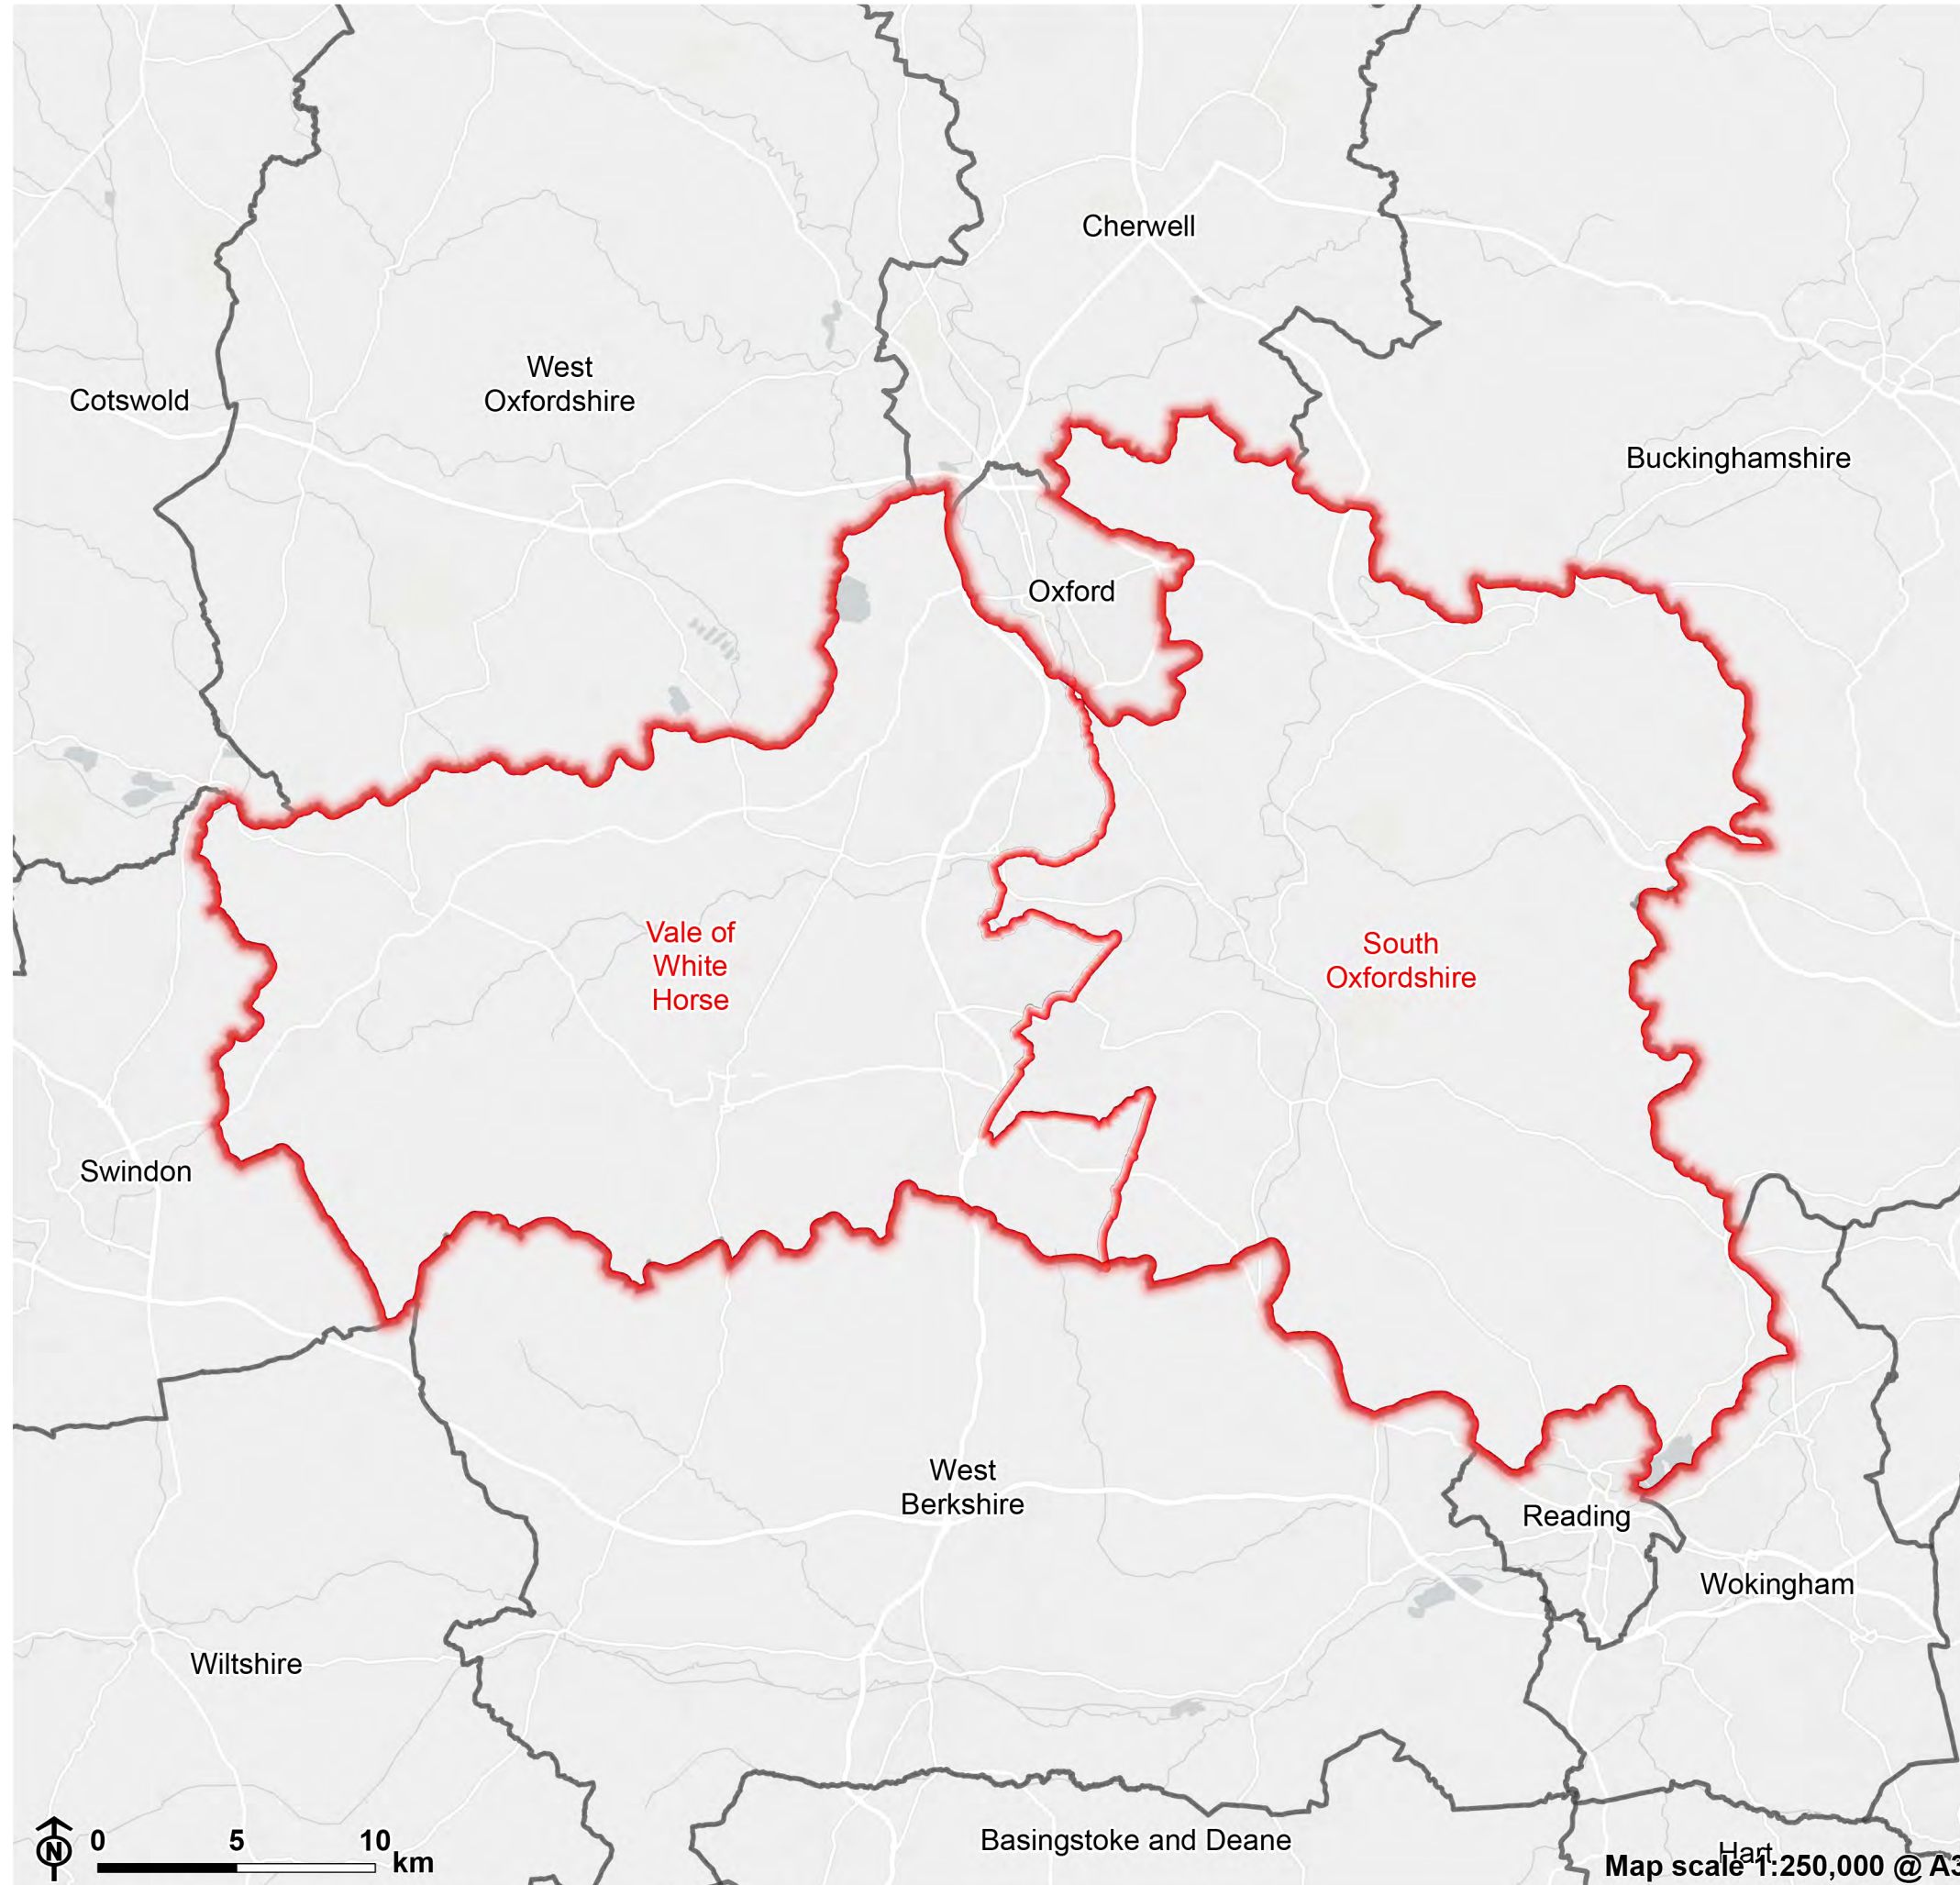 Cherwell
West
Oxfordshire
Cotswold
Buckinghamshire
Oxford
Vale of
White
Horse
South
Oxfordshire
Swindon
West
Berkshire
Reading
Wokingham
Wiltshire
Basingstoke and Deane
Hart
N
0 5 10
km
Map scale 1:250,000 @ A3